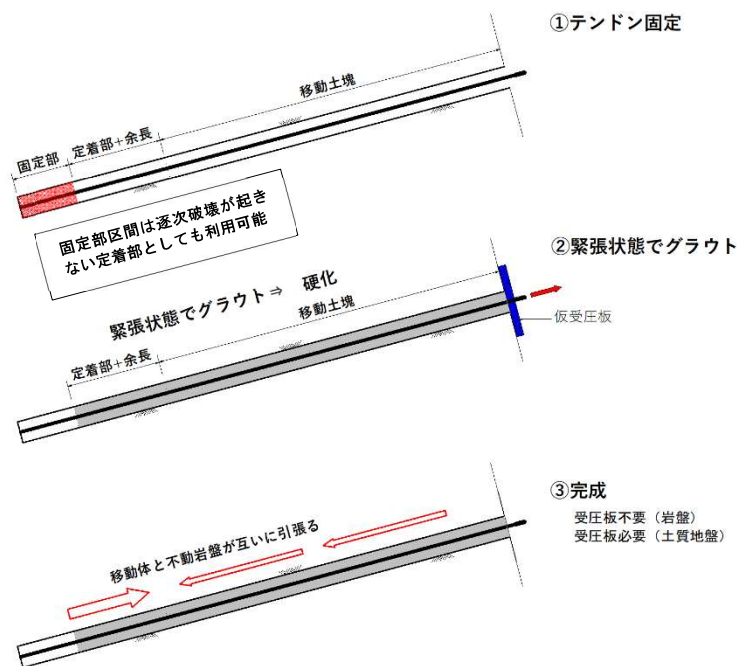 ①テンドン固定
移動土塊
定着部+余長
固定部
固定部区間は逐次破壊が起き
ない定着部としても利用可能
②緊張状態でグラウト
緊張状態でグラウト⇒ 硬化
移動土塊
仮受圧板
定着部+余長
③完成
受圧板不要（岩盤）
受圧板必要（土質地盤）
移動体と不動岩盤が互いに引張る